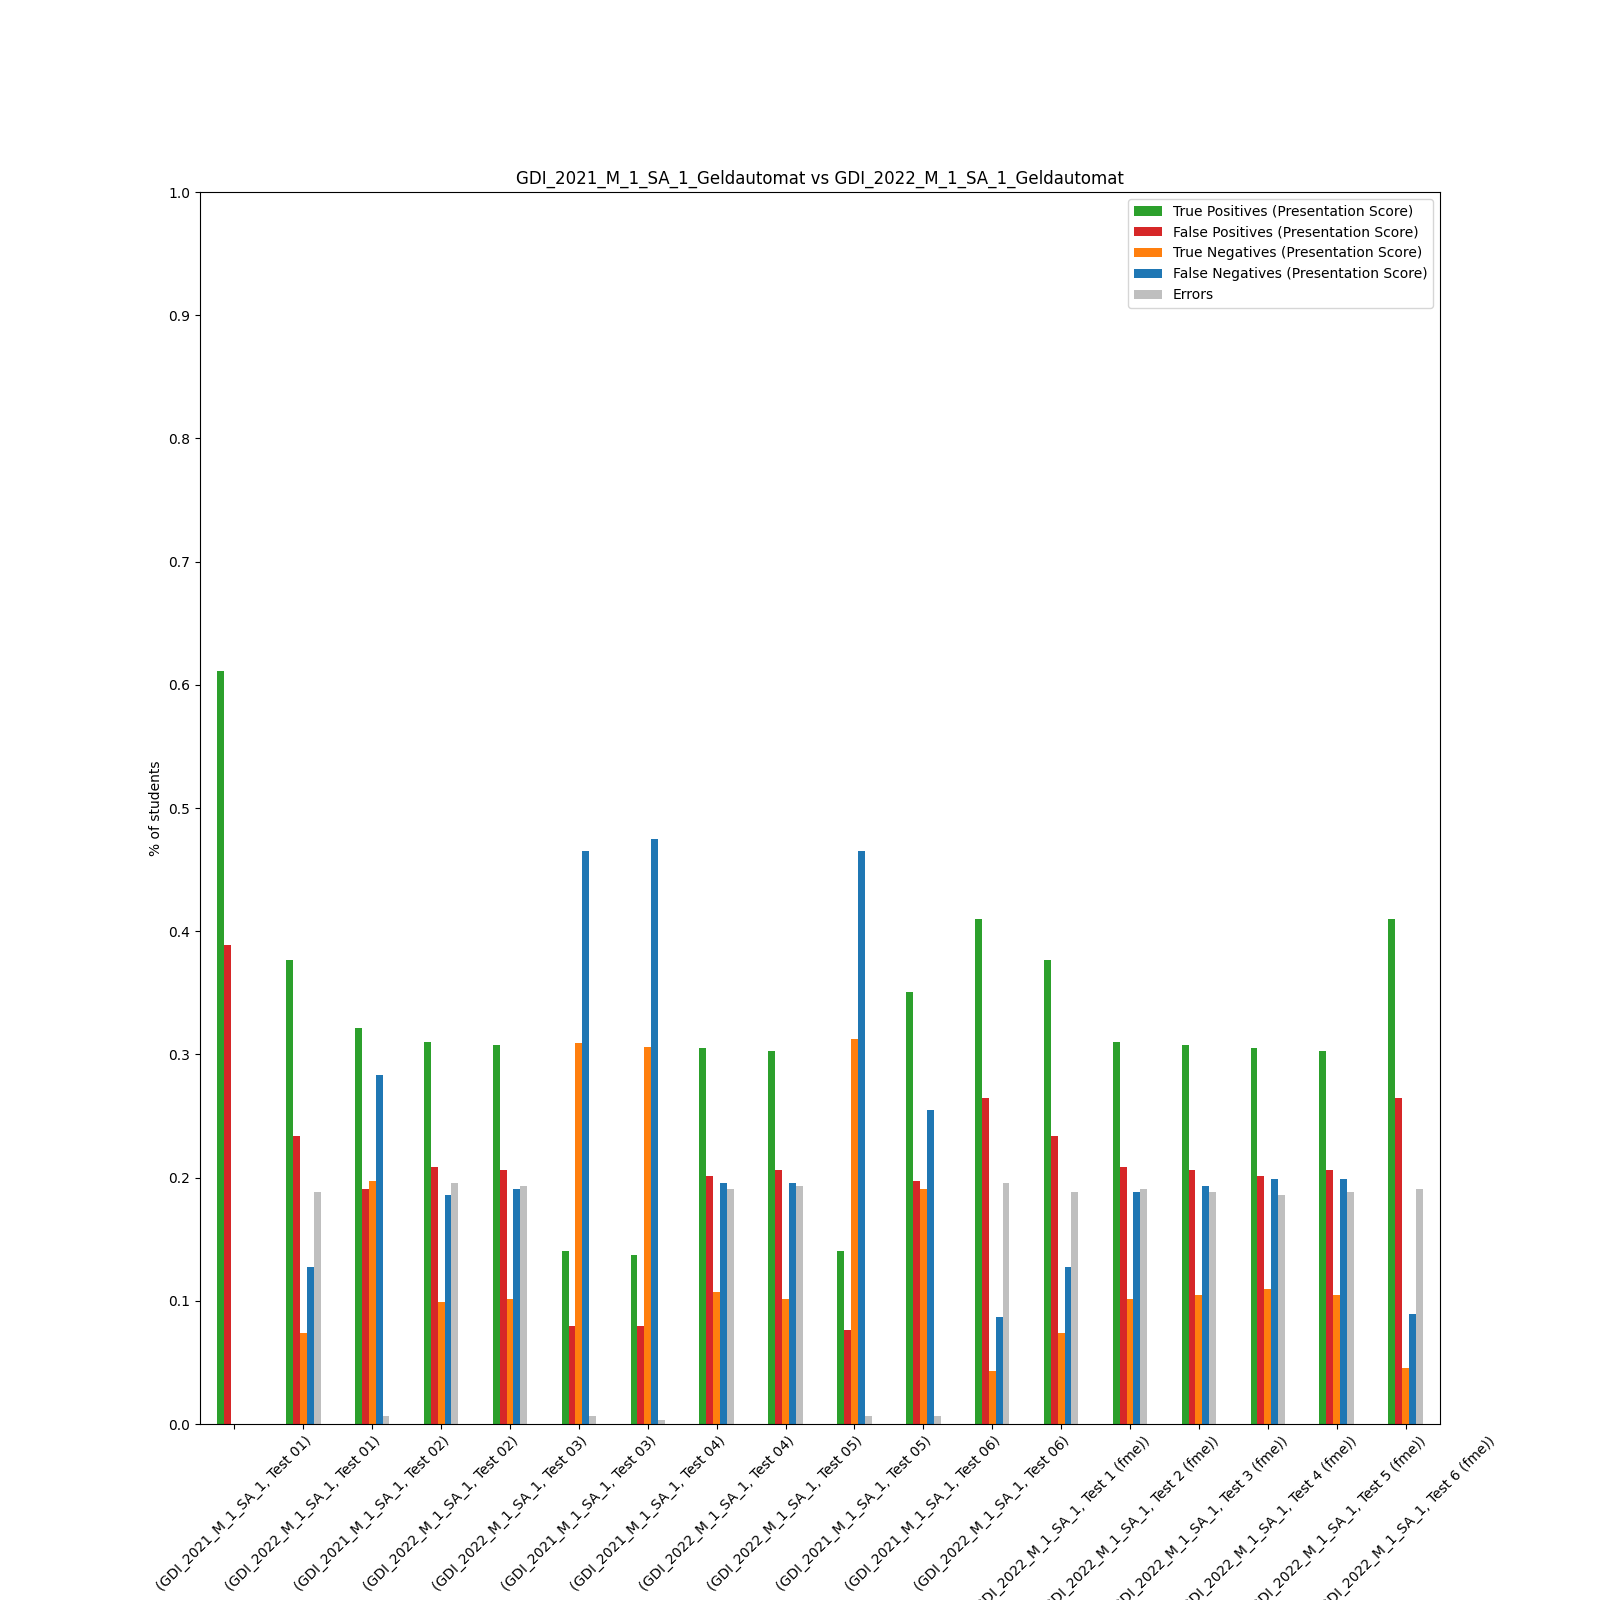 GDI_2021_M_1_SA_1_Geldautomat vs GDI_2022_M_1_SA_1_Geldautomat
True Positives (Presentation Score)
False Positives (Presentation Score)
True Negatives (Presentation Score)
False Negatives (Presentation Score)
Errors
% of students
1.0
0.9
0.8
0.7
0.6
0.5
0.4
0.3
0.2
0.1
0.0
(GDI_2021_M_1_SA_1, Test 01)
(GDI_2022_M_1_SA_1, Test 01)
(GDI_2021_M_1_SA_1, Test 02)
(GDI_2022_M_1_SA_1, Test 02)
(GDI_2022_M_1_SA_1, Test 03)
(GDI_2021_M_1_SA_1, Test 03)
(GDI_2021_M_1_SA_1, Test 04)
(GDI_2022_M_1_SA_1, Test 04)
(GDI_2022_M_1_SA_1, Test 05)
(GDI_2021_M_1_SA_1, Test 05)
(GDI_2021_M_1_SA_1, Test 06)
(GDI_2022_M_1_SA_1, Test 06)
DI_2022_M_1_SA_1, Test 1 (fme))
DI_2022_M_1_SA_1, Test 2 (fme))
DI_2022_M_1_SA_1, Test 3 (fme))
DI_2022_M_1_SA_1, Test 4 (fme))
DI_2022_M_1_SA_1, Test 5 (fme))
DI_2022_M_1_SA_1, Test 6 (fme))